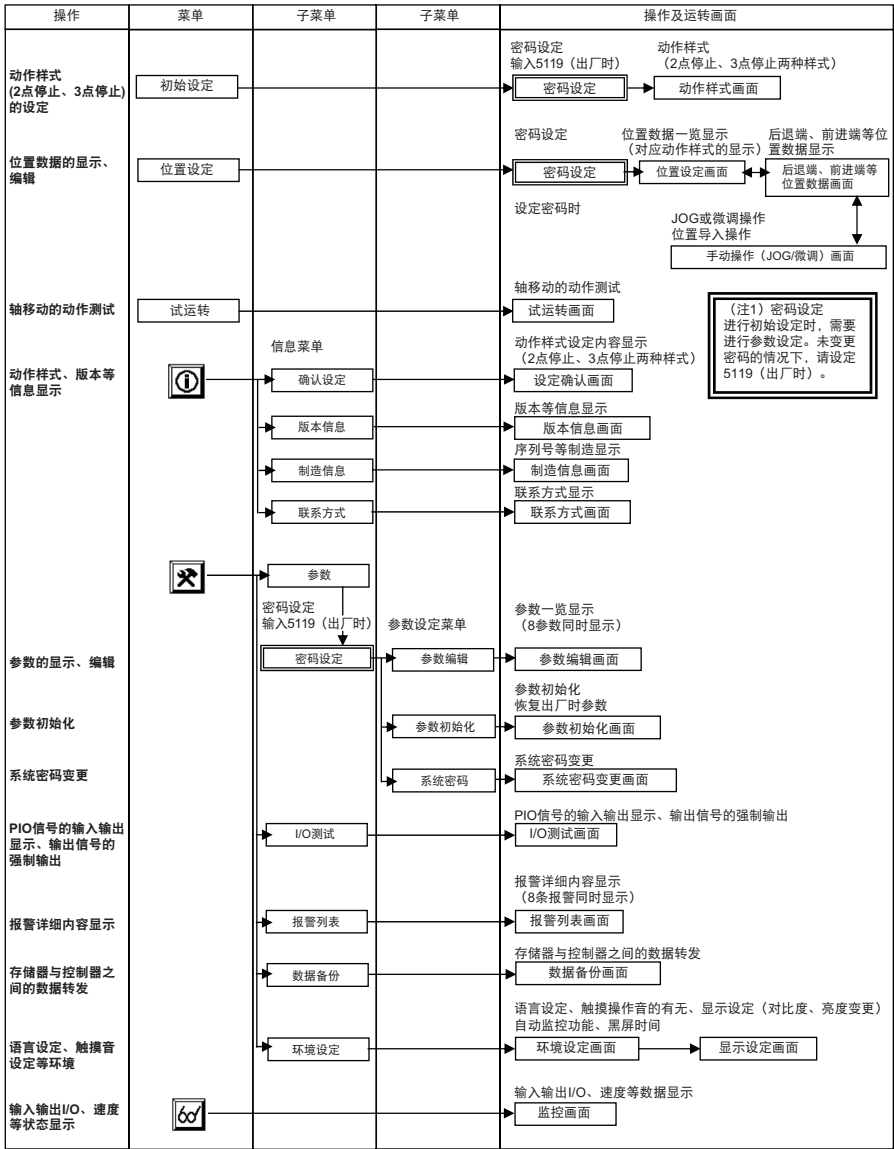 操作
菜单
子菜单
子菜单
操作及运转画面
动作样式
(2点停止、3点停止)
的设定
初始设定
密码设定
输入5119（出厂时）
密码设定
动作样式
（2点停止、3点停止两种样式）
动作样式画面
位置数据的显示、
编辑
位置设定
密码设定
密码设定
设定密码时
位置数据一览显示
（对应动作样式的显示）
位置设定画面
后退端、前进端等位
置数据显示
后退端、前进端等
位置数据画面
JOG或微调操作
位置导入操作
手动操作（JOG/微调）画面
轴移动的动作测试
试运转
轴移动的动作测试
试运转画面
（注1）密码设定
进行初始设定时，需要
进行参数设定。未变更
密码的情况下，请设定
5119（出厂时）。
动作样式、版本等
信息显示
信息菜单
确认设定
动作样式设定内容显示
（2点停止、3点停止两种样式）
设定确认画面
版本信息
版本等信息显示
版本信息画面
制造信息
序列号等制造显示
制造信息画面
联系方式
联系方式显示
联系方式画面
参数
密码设定
输入5119（出厂时）
参数设定菜单
参数的显示、编辑
密码设定
参数编辑
参数一览显示
（8参数同时显示）
参数编辑画面
参数初始化
参数初始化
参数初始化
恢复出厂时参数
参数初始化画面
系统密码变更
系统密码
系统密码变更
系统密码变更画面
PIO信号的输入输出
显示、输出信号的
强制输出
I/O测试
PIO信号的输入输出显示、输出信号的强制输出
I/O测试画面
报警详细内容显示
报警列表
报警详细内容显示
（8条报警同时显示）
报警列表画面
存储器与控制器之
间的数据转发
数据备份
存储器与控制器之间的数据转发
数据备份画面
语言设定、触摸音
设定等环境
环境设定
语言设定、触摸操作音的有无、显示设定（对比度、亮度变更）
自动监控功能、黑屏时间
环境设定画面
显示设定画面
输入输出I/O、速度
等状态显示
输入输出I/O、速度等数据显示
监控画面